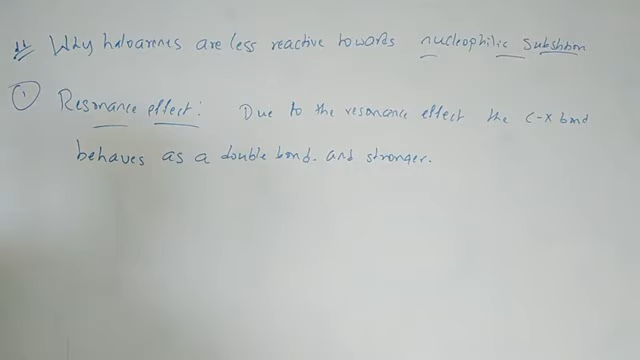 Why haloarenes are less reactive towards nucleophilic substition
① Resonance effect: Due to the resonance effect the C-X bond
behaves as a double bond. and stronger.